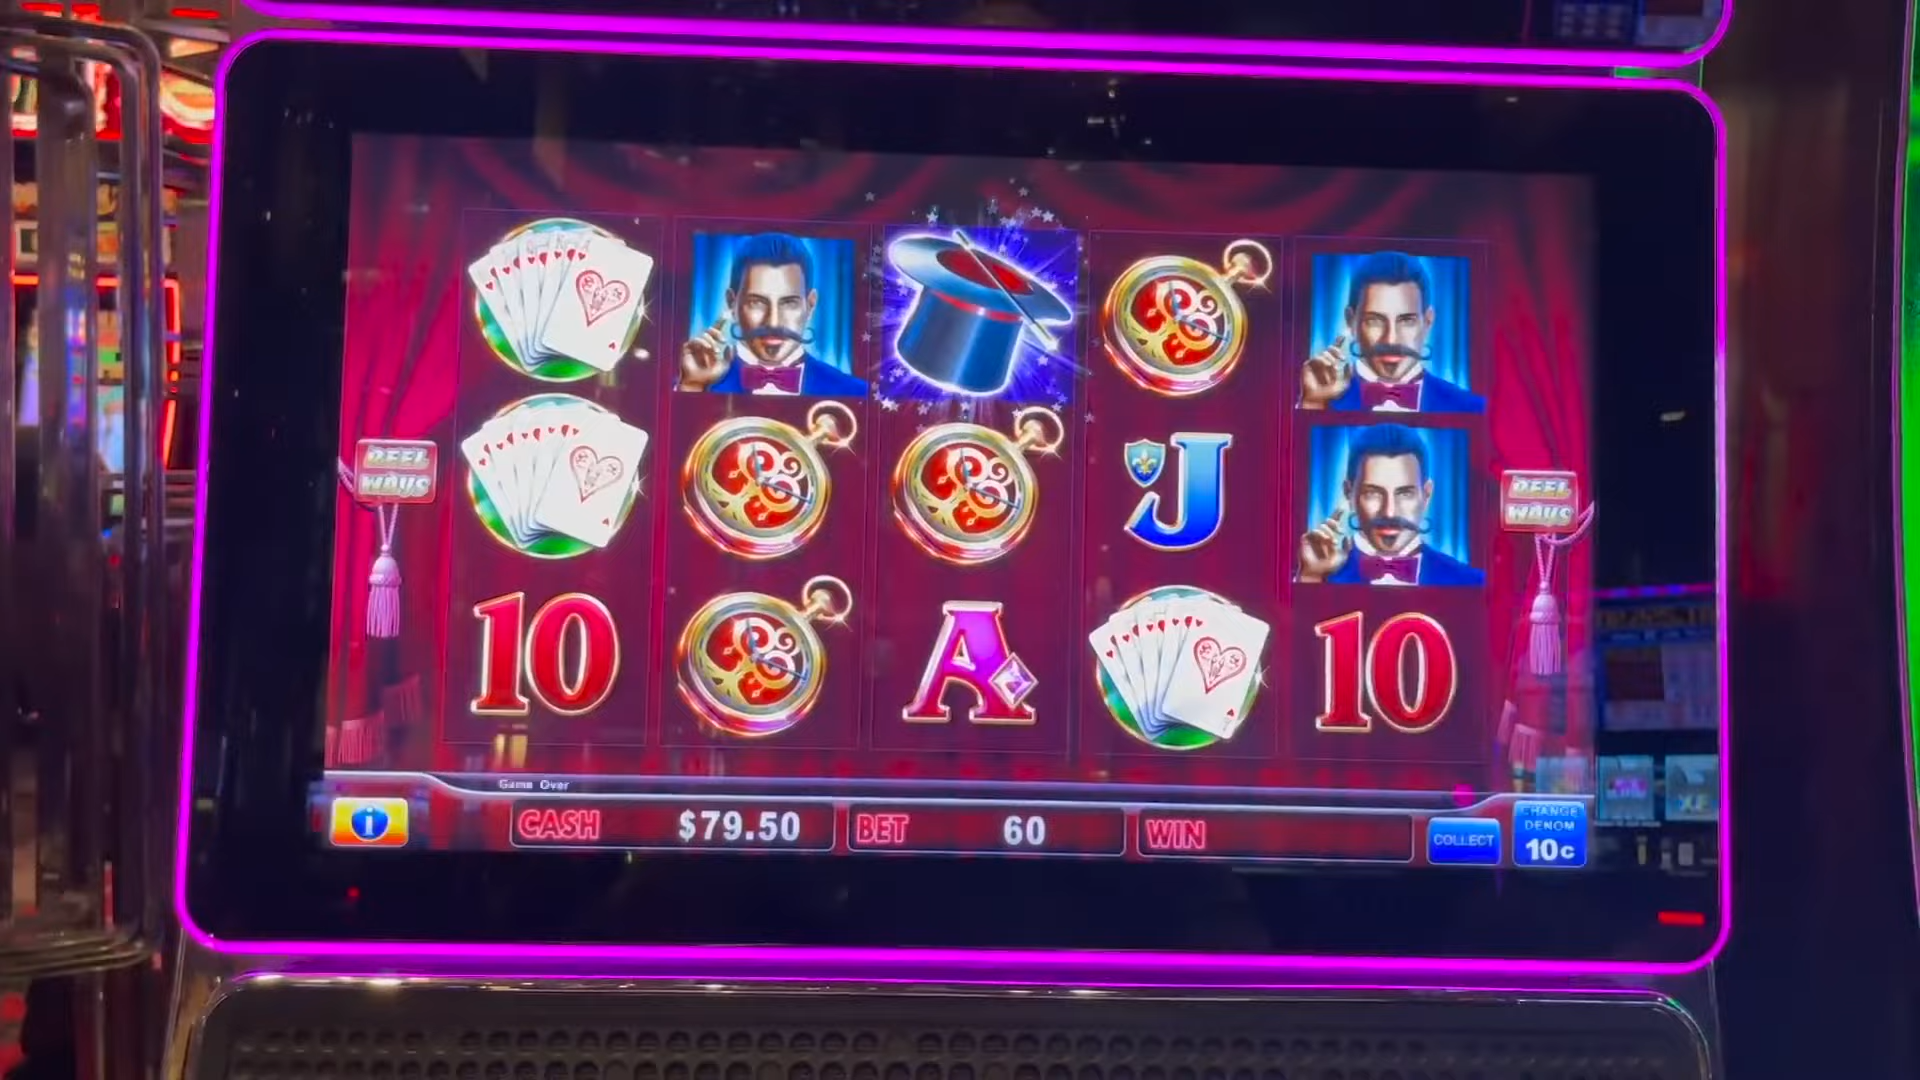 REEL
WAYS
J
REEL
WAYS
10
A
10
Game Over
CASH $79.50
BET 60
WIN
COLLECT
CHANGE
DENOM
10c